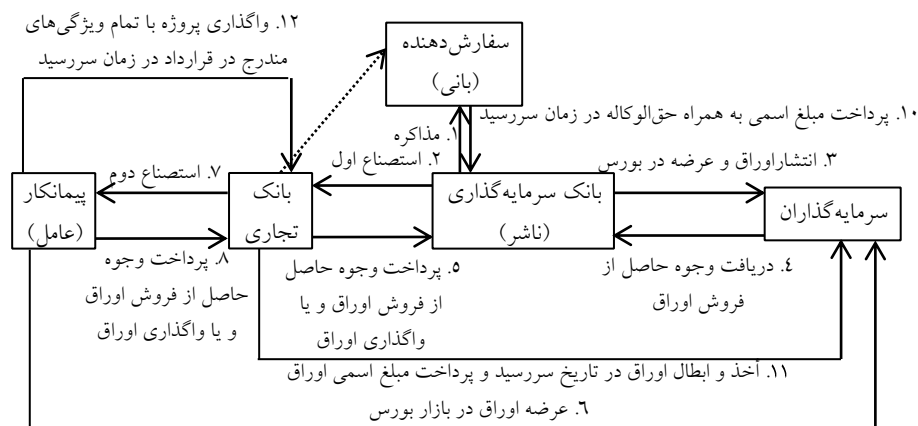 ۱۲. واگذاری پروژه با تمام ویژگی‌های
مندرج در قرارداد در زمان سررسید
سفارش‌دهنده
(بانی)
۱۰. پرداخت مبلغ اسمی به همراه حق‌الوکاله در زمان سررسید
۱. مذاکره
۲. استصناع اول
۳. انتشاراوراق و عرضه در بورس
۷. استصناع دوم
سرمایه‌گذاران
بانک سرمایه‌گذاری
(ناشر)
بانک
تجاری
پیمانکار
(عامل)
۴. دریافت وجوه حاصل از
فروش اوراق
۵. پرداخت وجوه حاصل
از فروش اوراق و یا
واگذاری اوراق
۸. پرداخت وجوه
حاصل از فروش اوراق
و یا واگذاری اوراق
۱۱. أخذ و ابطال اوراق در تاریخ سررسید و پرداخت مبلغ اسمی اوراق
۶. عرضه اوراق در بازار بورس